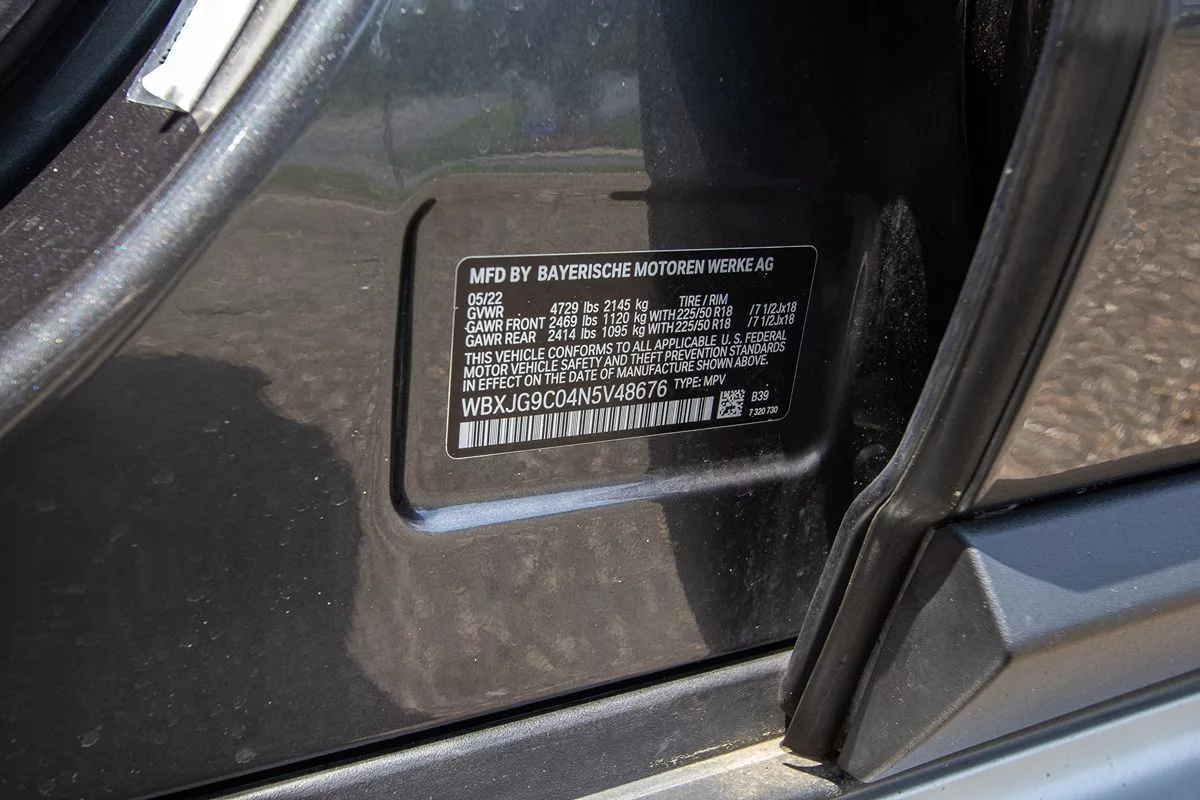 MFD BY BAYERISCHE MOTOREN WERKE AG
05/22 TIRE / RIM
GVWR 4729 lbs 2145 kg
GAWR FRONT 2469 lbs 1120 kg WITH 225/50 R18 /7 1/2Jx18
GAWR REAR 2414 lbs 1095 kg WITH 225/50 R18 /7 1/2Jx18
THIS VEHICLE CONFORMS TO ALL APPLICABLE U.S. FEDERAL
MOTOR VEHICLE SAFETY AND THEFT PREVENTION STANDARDS
IN EFFECT ON THE DATE OF MANUFACTURE SHOWN ABOVE.
WBXJG9C04N5V48676 TYPE: MPV
B39
7 320 730